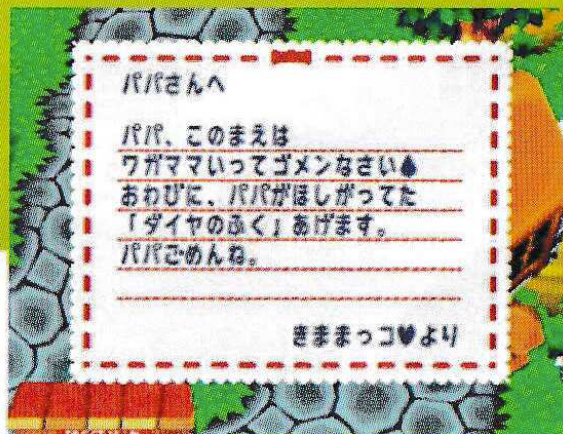 パパさんへ
パパ、このまえは
ワガママいってゴメンなさい💧
おわびに、パパがほしがってた
「ダイヤのふく」あげます。
パパごめんね。
きままっコ♥より